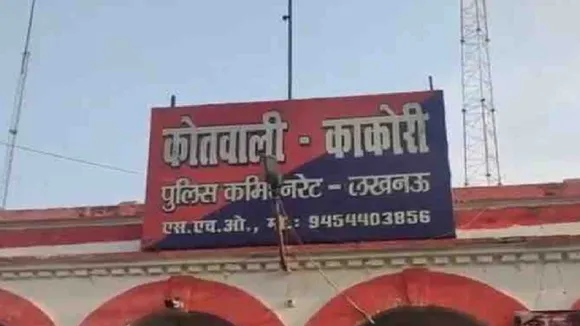 कोतवाली - काकोरी
पुलिस कमिश्नरेट - लखनऊ
एस.एच.ओ., मो.: 9454403856